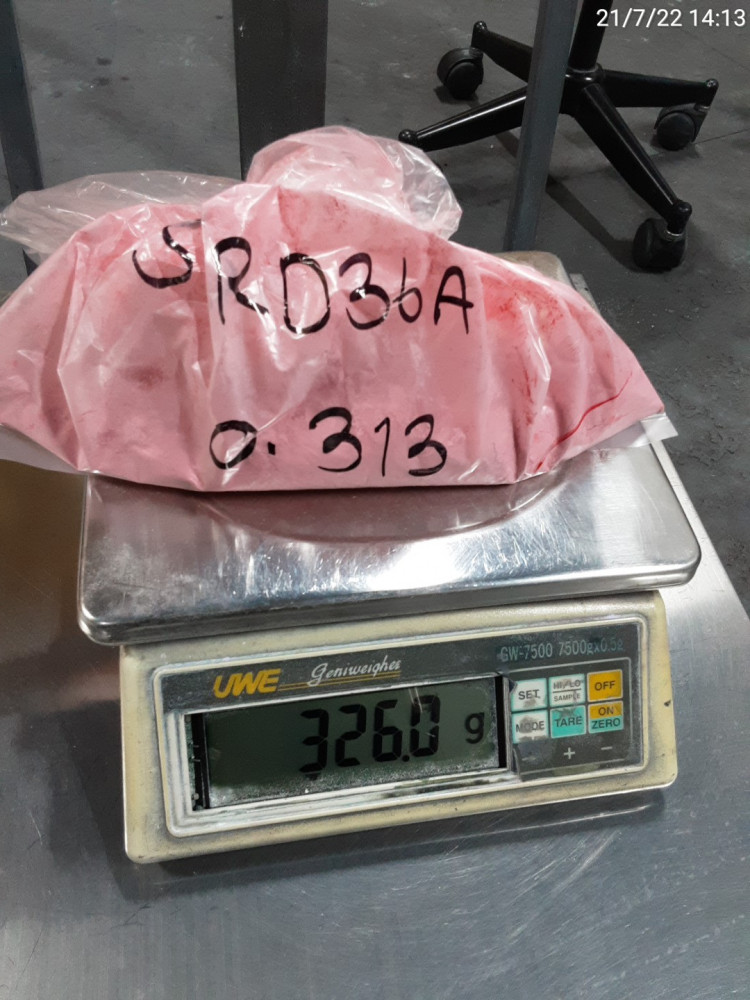 21/7/22 14:13
SRD36A
0.313
GW-7500 7500gx0.5g
UWE Geniweigher
SET HI/LO SAMPLE OFF
326.0 g
MODE TARE ON ZERO
+ −